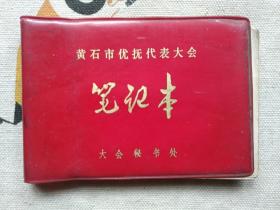 黄石市优抚代表大会
笔记本
大会秘书处